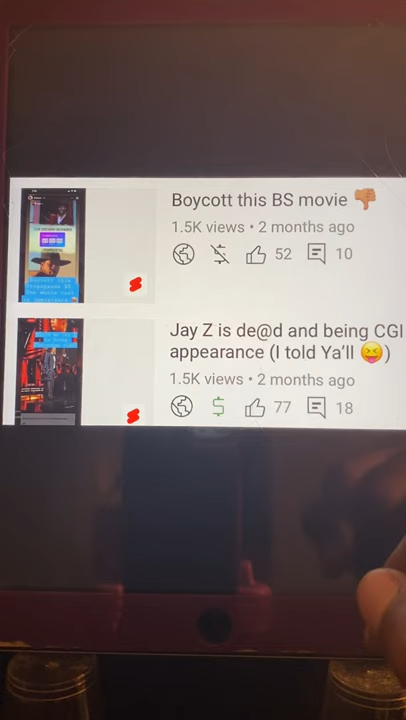 Boycott this BS movie 👎🏾
1.5K views • 2 months ago
52
10
Jay Z is de@d and being CGI
appearance (I told Ya'll 😝)
1.5K views • 2 months ago
77
18